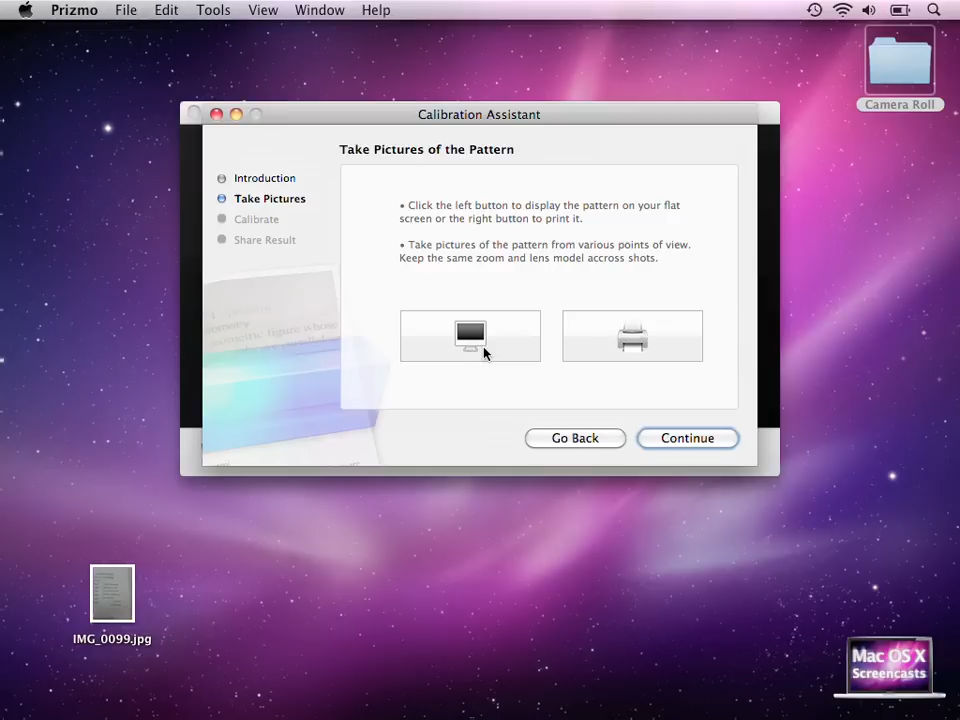 Prizmo File Edit Tools View Window Help
Camera Roll
Calibration Assistant
Take Pictures of the Pattern
Introduction
Take Pictures
Calibrate
Share Result
• Click the left button to display the pattern on your flat
screen or the right button to print it.
• Take pictures of the pattern from various points of view.
Keep the same zoom and lens model accross shots.
geometric figure whose
Go Back
Continue
IMG_0099.jpg
Mac OS X
Screencasts